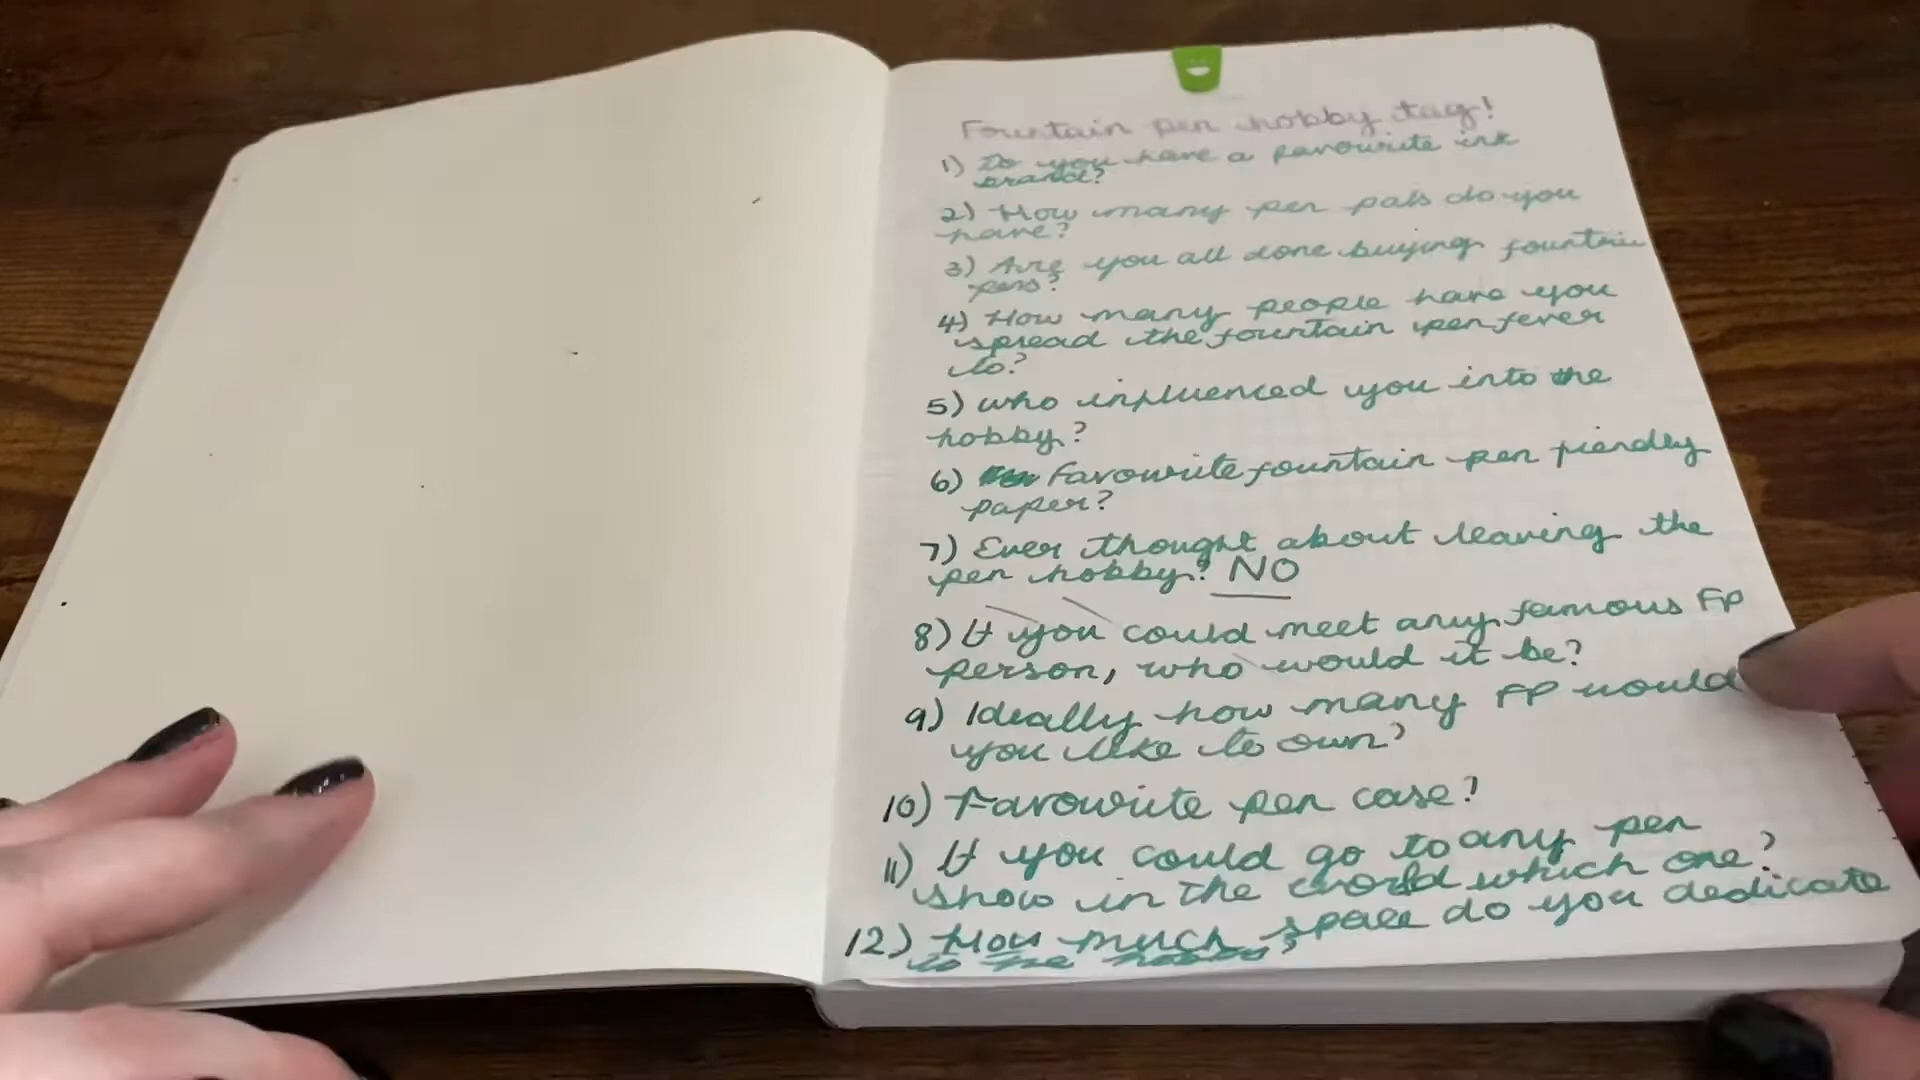 Fountain pen hobby tag!
1) Do you have a favourite ink
brand?
2) How many pen pals do you
have?
3) Are you all done buying fountain
pens?
4) How many people have you
spread the fountain pen fever
to?
5) who influenced you into the
hobby?
6) Favourite fountain pen friendly
paper?
7) Ever thought about leaving the
pen hobby? NO
8) If you could meet any famous FP
person, who would it be?
9) Ideally how many FP would
you like to own?
10) Favourite pen case?
11) If you could go to any pen
show in the world which one?
12) How much space do you dedicate
to the hobby?